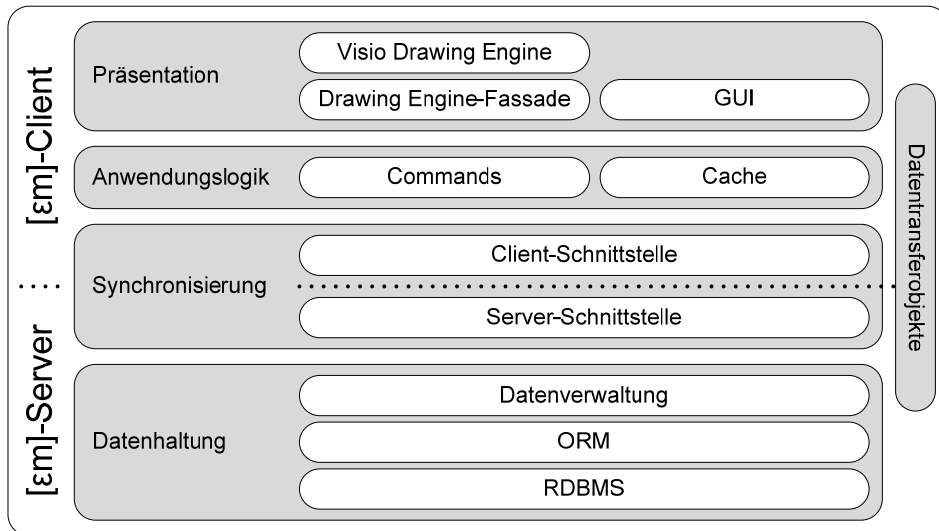 [εm]-Client
Präsentation
Visio Drawing Engine
Drawing Engine-Fassade
GUI
Anwendungslogik
Commands
Cache
Synchronisierung
Client-Schnittstelle
Server-Schnittstelle
[εm]-Server
Datenhaltung
Datenverwaltung
ORM
RDBMS
Datentransferobjekte